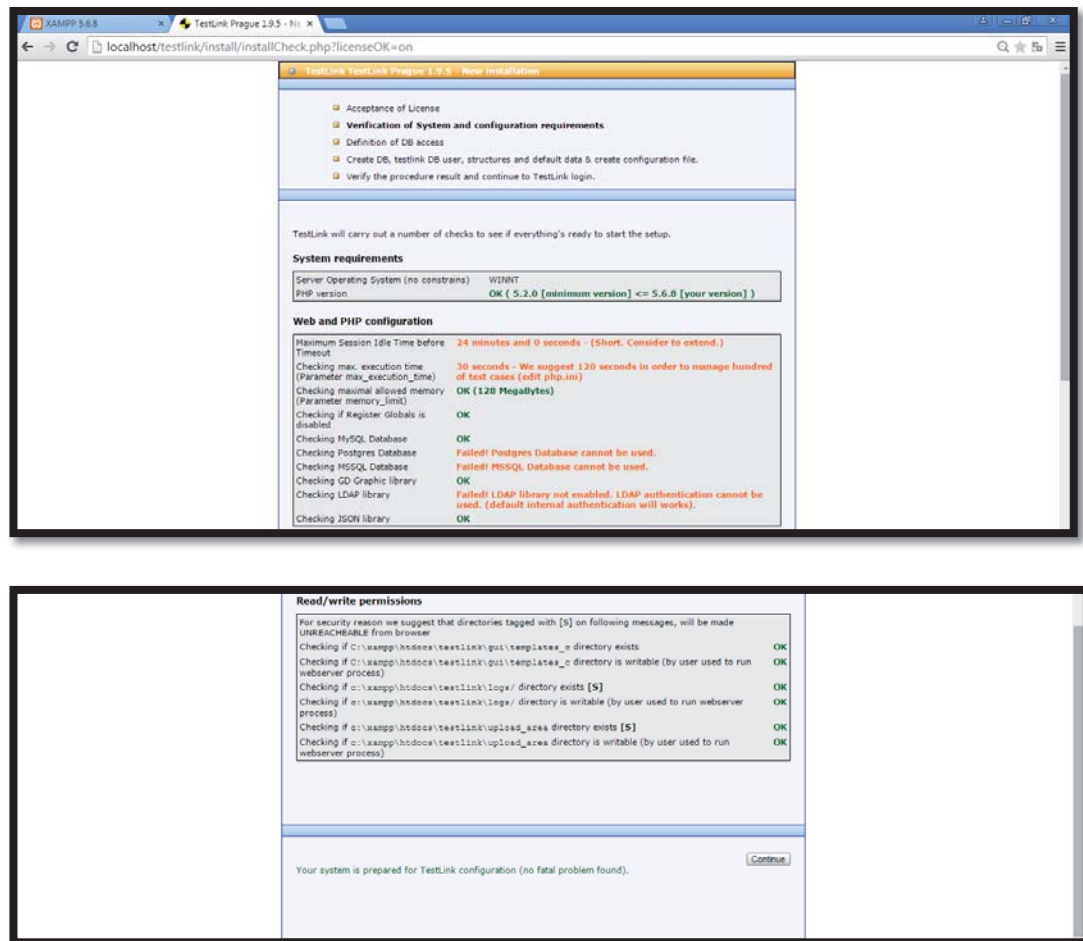 XAMPP 5.6.8
TestLink Prague 1.9.5 - Ne
localhost/testlink/install/installCheck.php?licenseOK=on
TestLink TestLink Prague 1.9.5 - New installation
Acceptance of License
Verification of System and configuration requirements
Definition of DB access
Create DB, testlink DB user, structures and default data & create configuration file.
Verify the procedure result and continue to TestLink login.
TestLink will carry out a number of checks to see if everything's ready to start the setup.
System requirements
Server Operating System (no constrains) WINNT
PHP version OK ( 5.2.0 [minimum version] <= 5.6.8 [your version] )
Web and PHP configuration
Maximum Session Idle Time before 24 minutes and 0 seconds - (Short. Consider to extend.)
Timeout
Checking max. execution time 30 seconds - We suggest 120 seconds in order to manage hundred
(Parameter max_execution_time) of test cases (edit php.ini)
Checking maximal allowed memory OK (128 MegaBytes)
(Parameter memory_limit)
Checking if Register Globals is OK
disabled
Checking MySQL Database OK
Checking Postgres Database Failed! Postgres Database cannot be used.
Checking MSSQL Database Failed! MSSQL Database cannot be used.
Checking GD Graphic library OK
Checking LDAP library Failed! LDAP library not enabled. LDAP authentication cannot be
used. (default internal authentication will works).
Checking JSON library OK
Read/write permissions
For security reason we suggest that directories tagged with [S] on following messages, will be made
UNREACHEABLE from browser
Checking if C:\xampp\htdocs\testlink\gui\templates_c directory exists OK
Checking if C:\xampp\htdocs\testlink\gui\templates_c directory is writable (by user used to run OK
webserver process)
Checking if c:\xampp\htdocs\testlink\logs/ directory exists [S] OK
Checking if c:\xampp\htdocs\testlink\logs/ directory is writable (by user used to run webserver OK
process)
Checking if c:\xampp\htdocs\testlink\upload_area directory exists [S] OK
Checking if c:\xampp\htdocs\testlink\upload_area directory is writable (by user used to run OK
webserver process)
Continue
Your system is prepared for TestLink configuration (no fatal problem found).